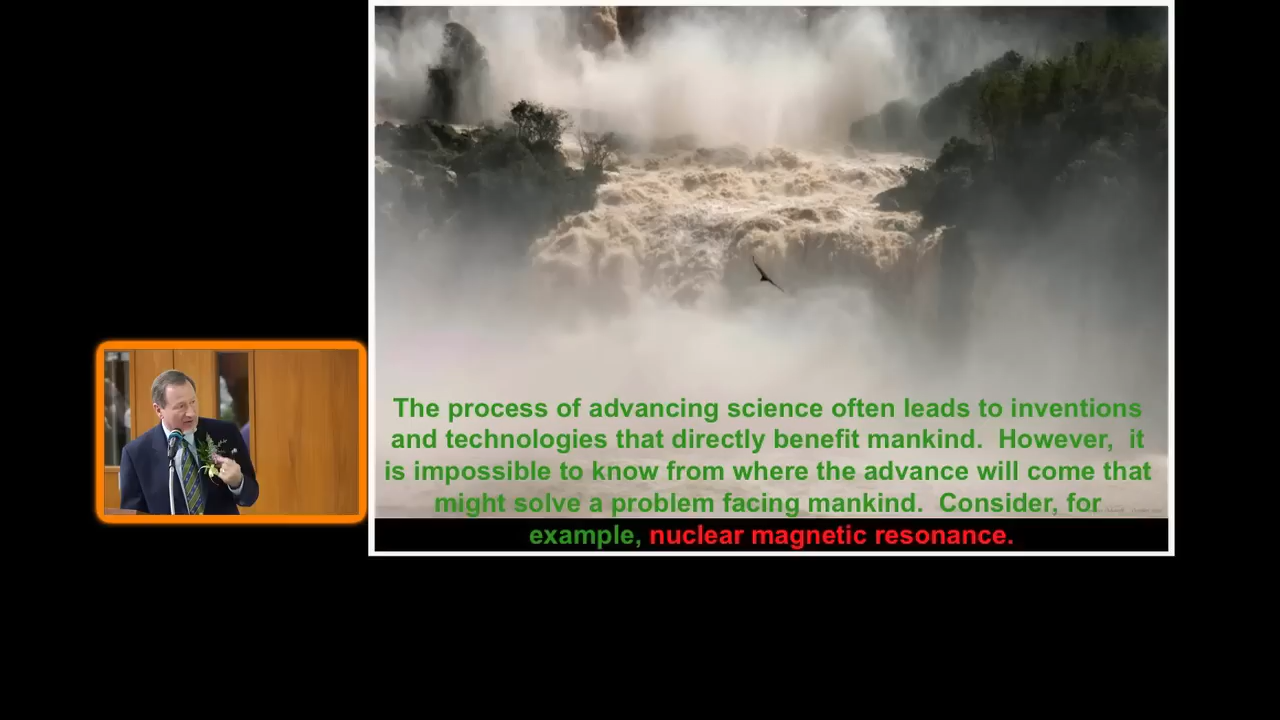 The process of advancing science often leads to inventions
and technologies that directly benefit mankind.  However,  it
is impossible to know from where the advance will come that
might solve a problem facing mankind.  Consider, for
example, nuclear magnetic resonance.